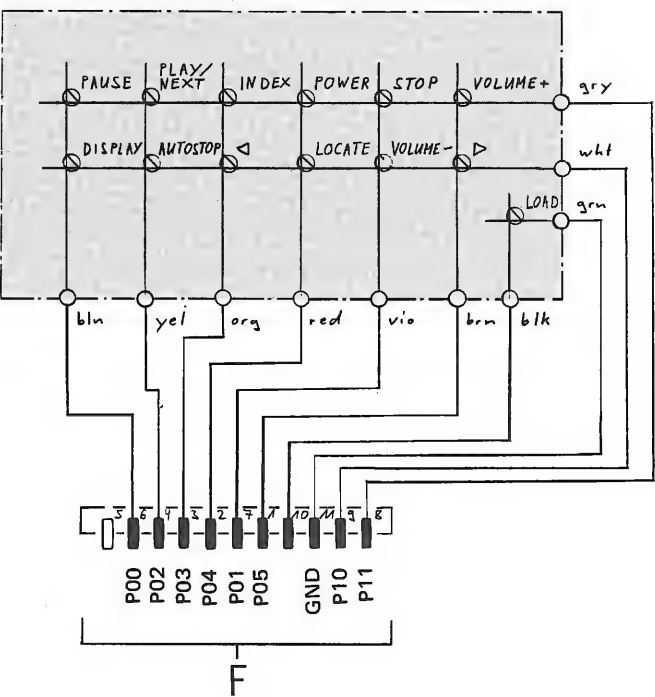 PAUSE PLAY/NEXT INDEX POWER STOP VOLUME+ gry
DISPLAY AUTOSTOP ◁ LOCATE VOLUME- ▷ wht
LOAD grn
bln yel org red vio brn blk
5 6 4 3 2 7 1 10 11 9 8
P00 P02 P03 P04 P01 P05 GND P10 P11
F